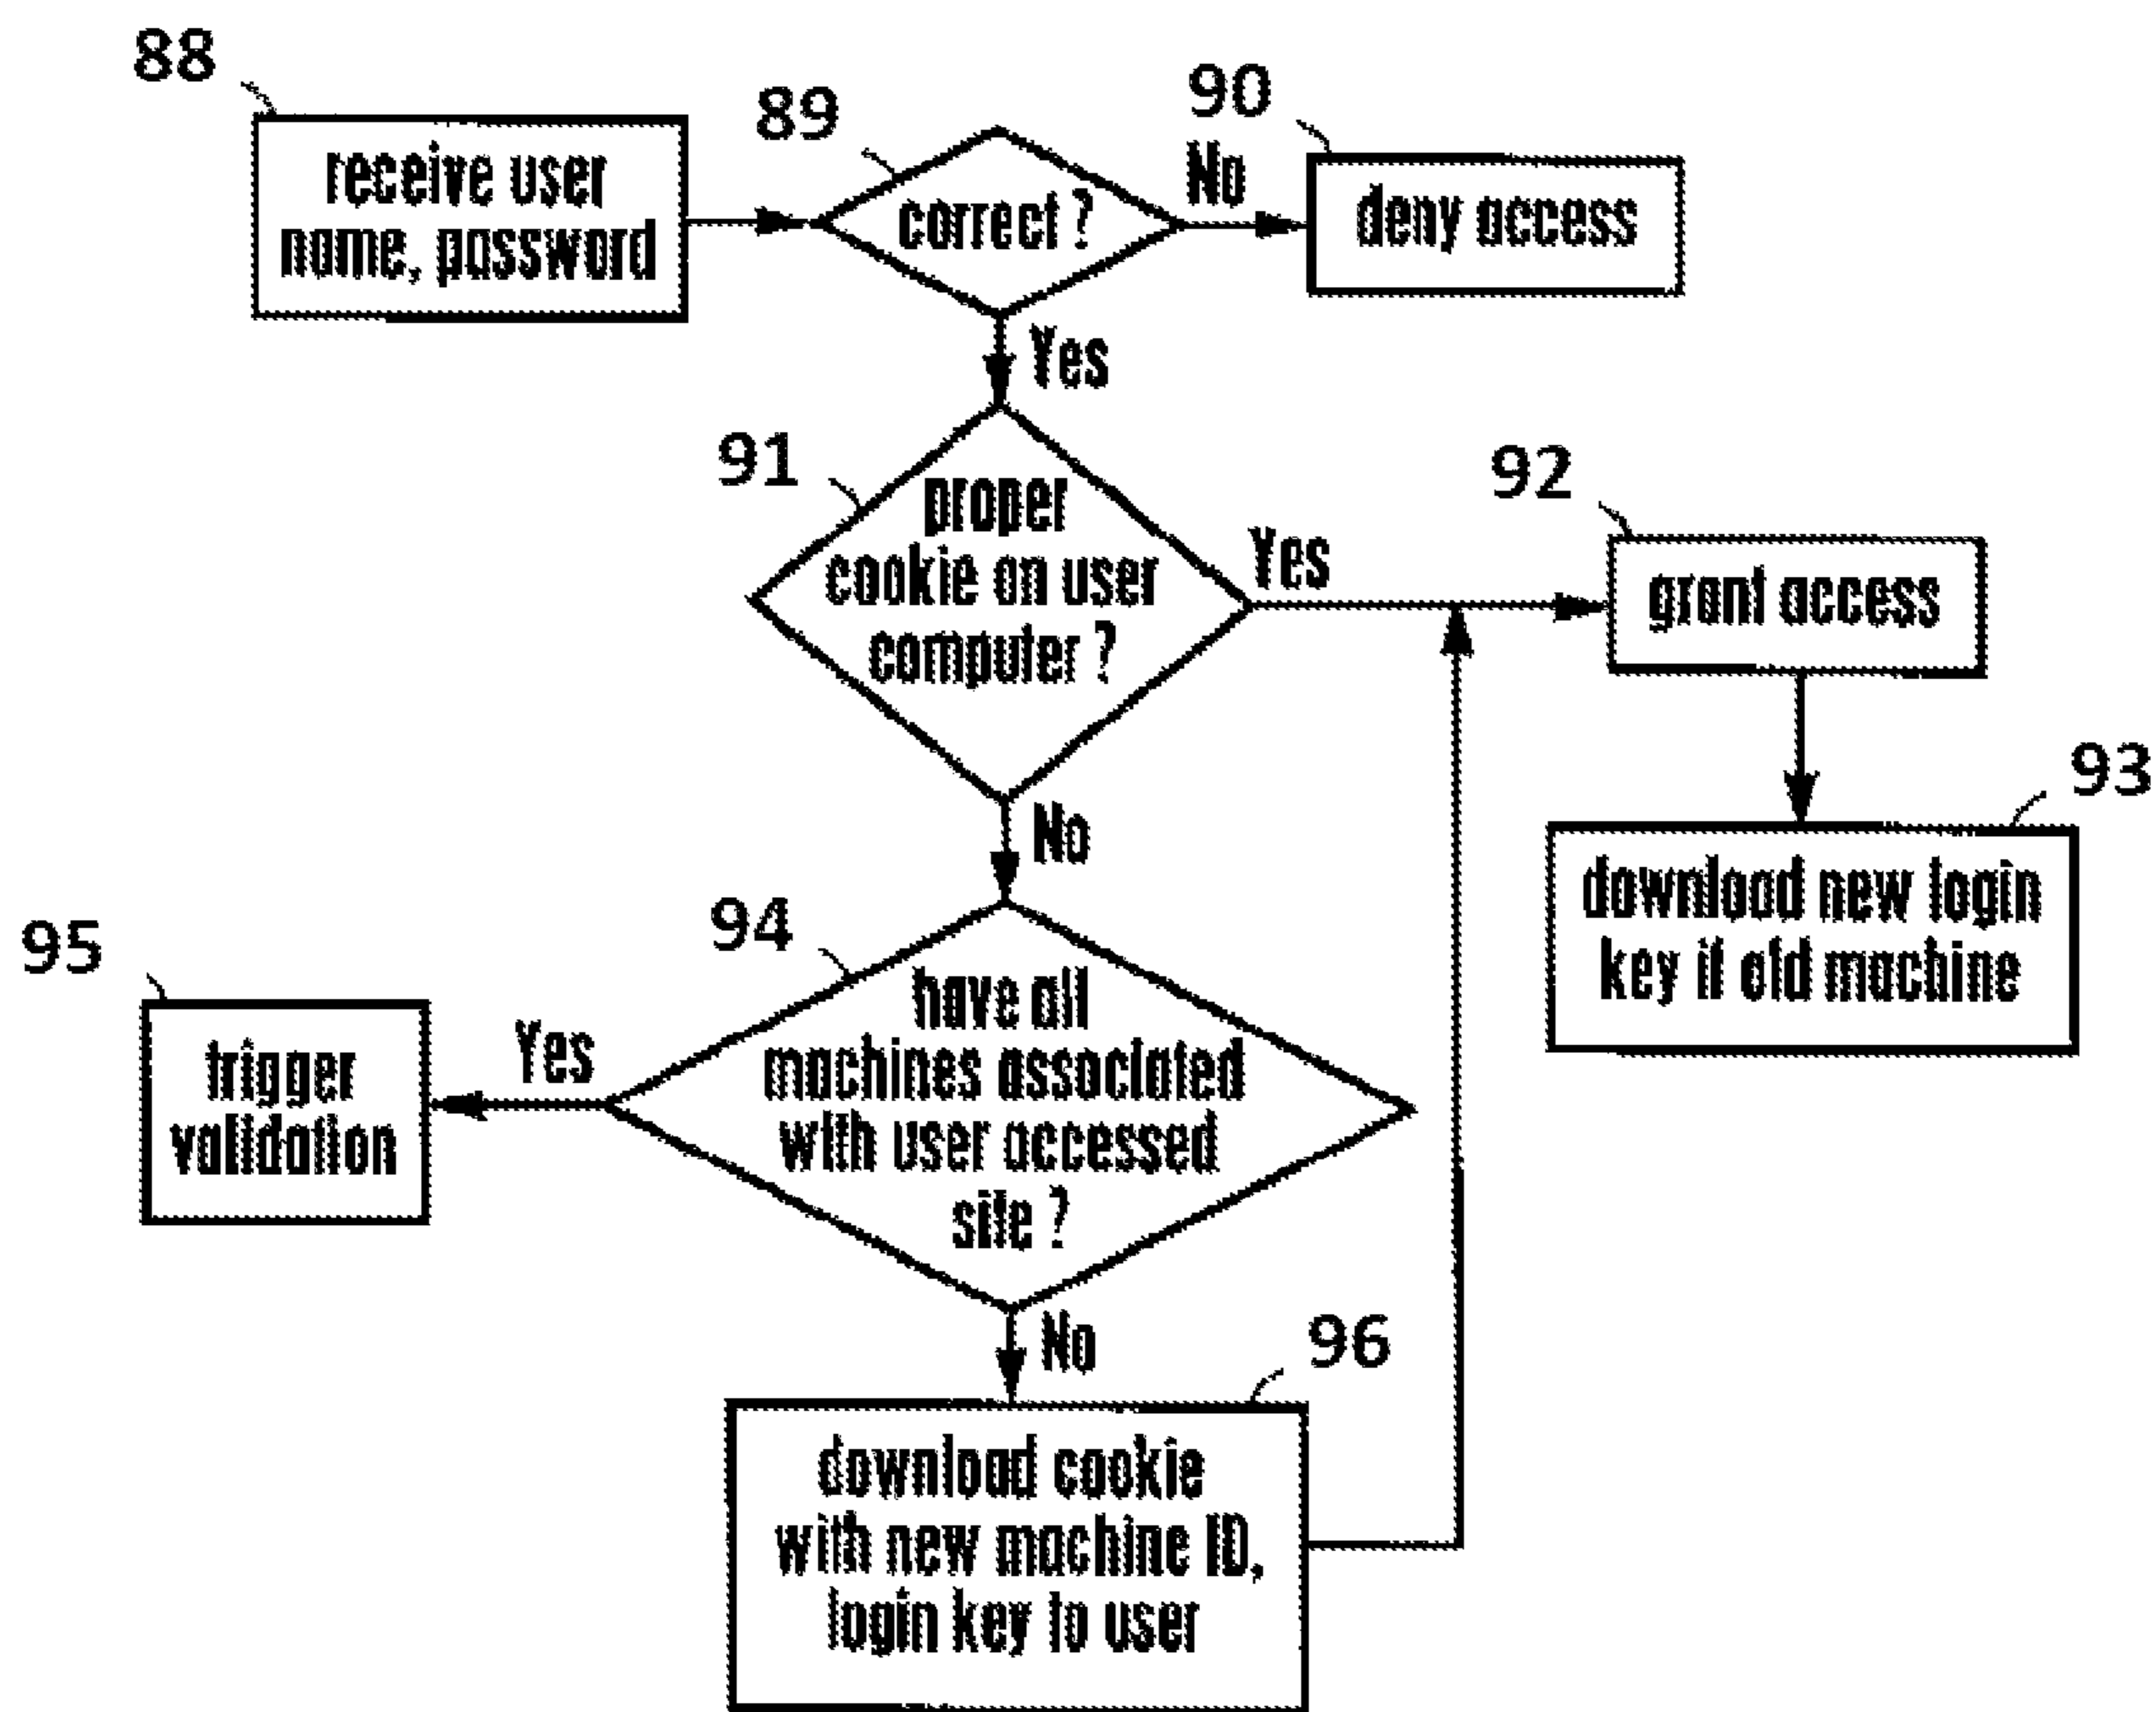 88
receive user
name, password
89
correct ?
No
90
deny access
Yes
91
proper
cookie on user
computer ?
Yes
92
grant access
93
download new login
key if old machine
No
94
have all
machines associated
with user accessed
site ?
Yes
95
trigger
validation
No
96
download cookie
with new machine ID,
login key to user